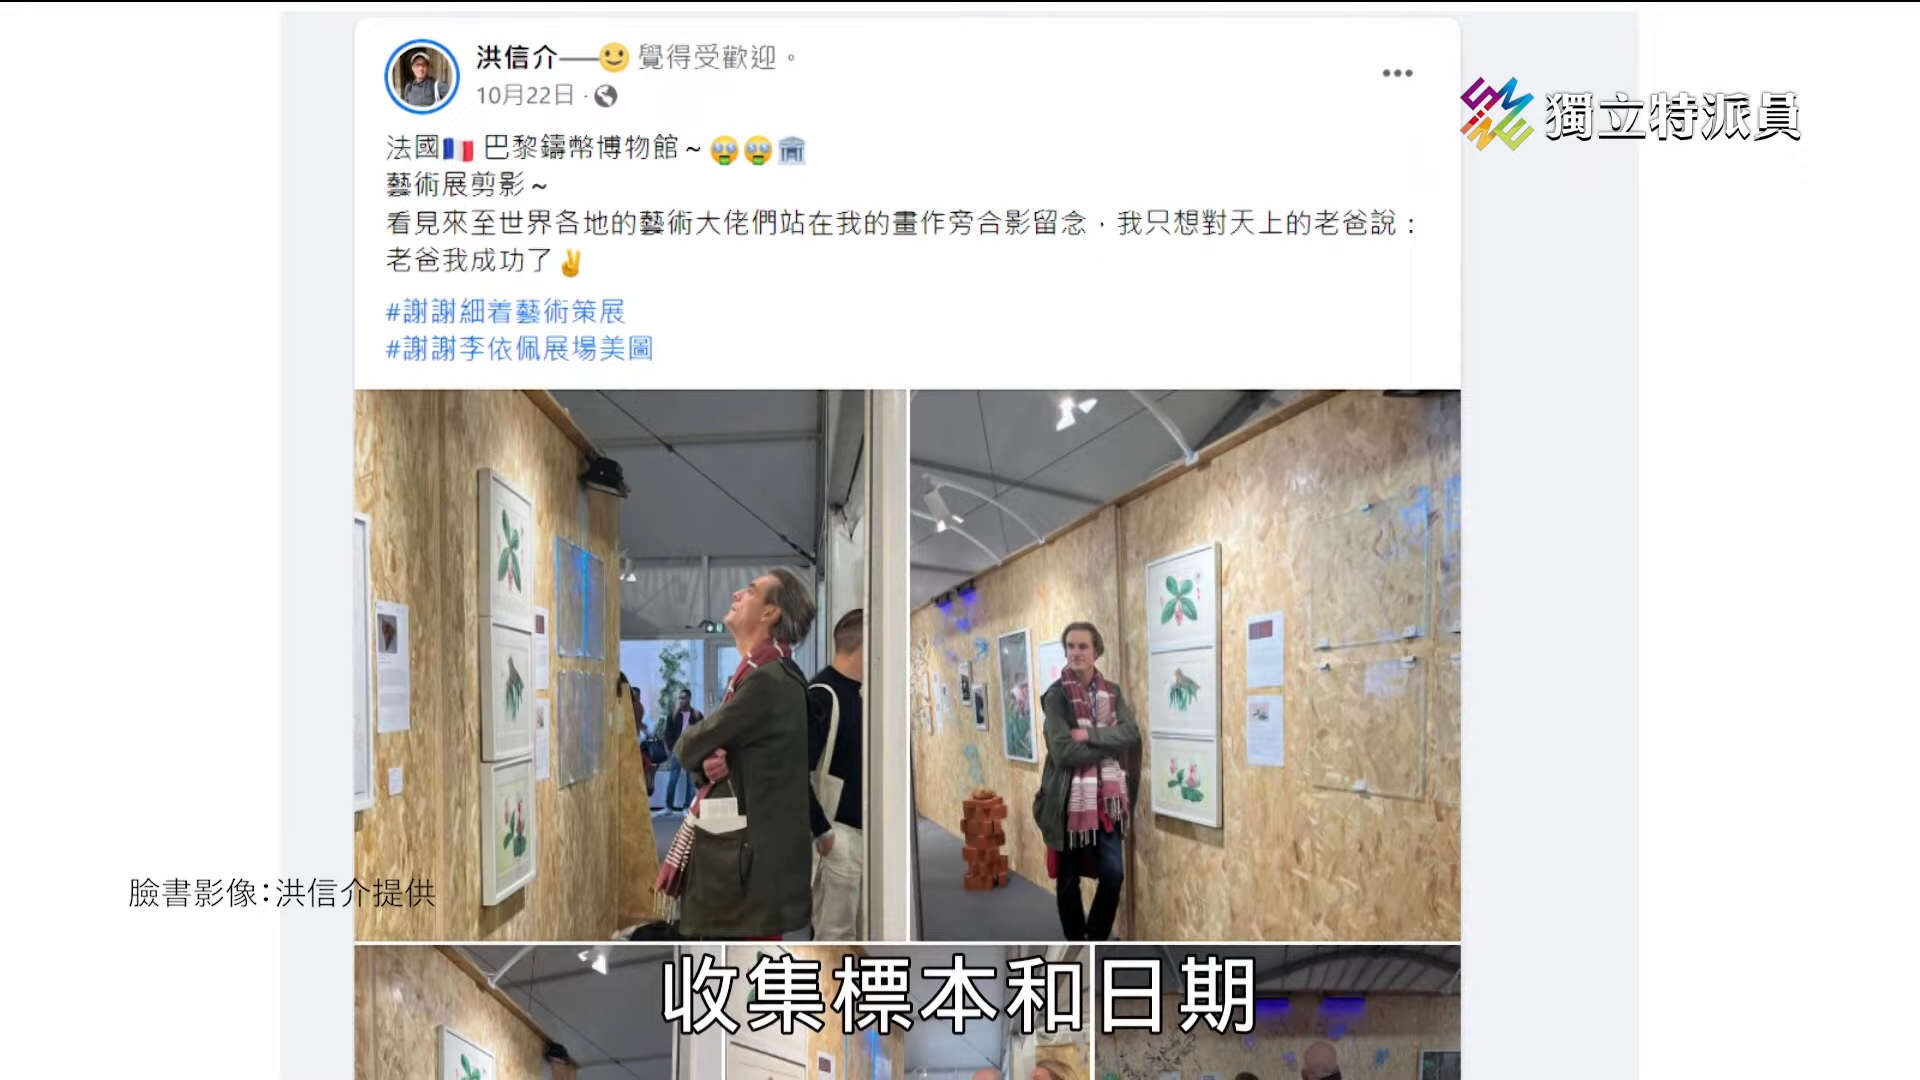 洪信介——🙂 覺得受歡迎。
10月22日 ·
獨立特派員
法國🇫🇷 巴黎鑄幣博物館～🤑🤑🏛️
藝術展剪影～
看見來至世界各地的藝術大佬們站在我的畫作旁合影留念，我只想對天上的老爸說：
老爸我成功了✌️
#謝謝細着藝術策展
#謝謝李依佩展場美圖
臉書影像：洪信介提供
收集標本和日期